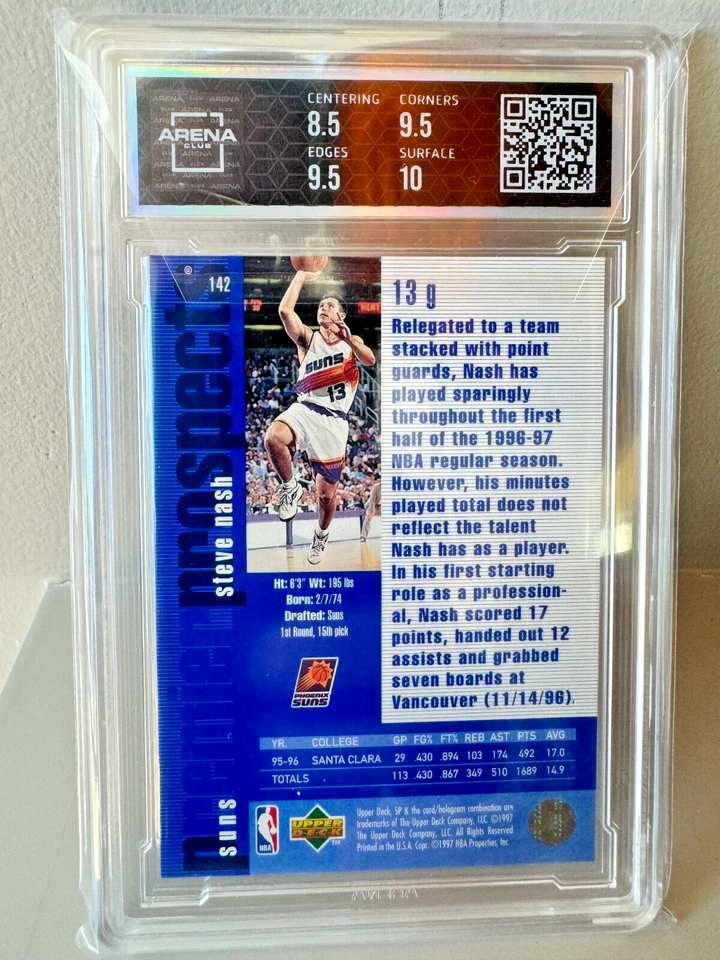 ARENA
CLUB
CENTERING CORNERS
8.5 9.5
EDGES SURFACE
9.5 10
®
142
premier prospects
steve nash
suns
HEAT
SUNS
13
13 g
Relegated to a team
stacked with point
guards, Nash has
played sparingly
throughout the first
half of the 1996-97
NBA regular season.
However, his minutes
played total does not
reflect the talent
Nash has as a player.
In his first starting
role as a profession-
al, Nash scored 17
points, handed out 12
assists and grabbed
seven boards at
Vancouver (11/14/96).
Ht: 6'3" Wt: 195 lbs
Born: 2/7/74
Drafted: Suns
1st Round, 15th pick
PHOENIX
SUNS
YR. COLLEGE GP FG% FT% REB AST PTS AVG
95-96 SANTA CLARA 29 .430 .894 103 174 492 17.0
TOTALS 113 .430 .867 349 510 1689 14.9
NBA
UPPER
DECK
TM
Upper Deck, SP & the card/hologram combination are
trademarks of The Upper Deck Company, LLC. ©1997
The Upper Deck Company, LLC. All Rights Reserved.
Printed in the U.S.A. Copr. ©1997 NBA Properties, Inc.